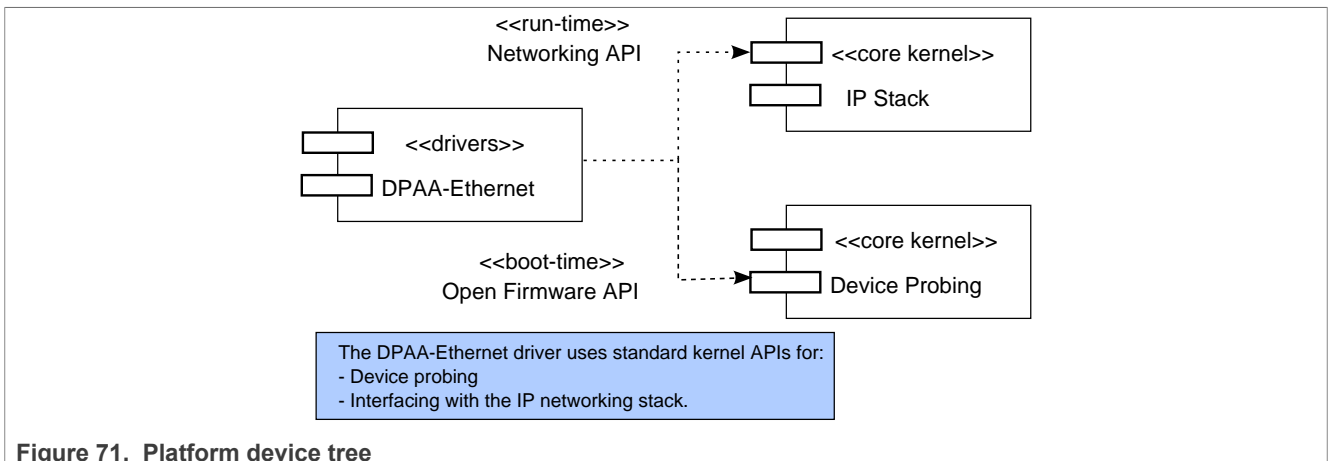 <<run-time>>
Networking API
<<core kernel>>
IP Stack
<<drivers>>
DPAA-Ethernet
<<boot-time>>
Open Firmware API
<<core kernel>>
Device Probing
The DPAA-Ethernet driver uses standard kernel APIs for:
- Device probing
- Interfacing with the IP networking stack.
Figure 71. Platform device tree